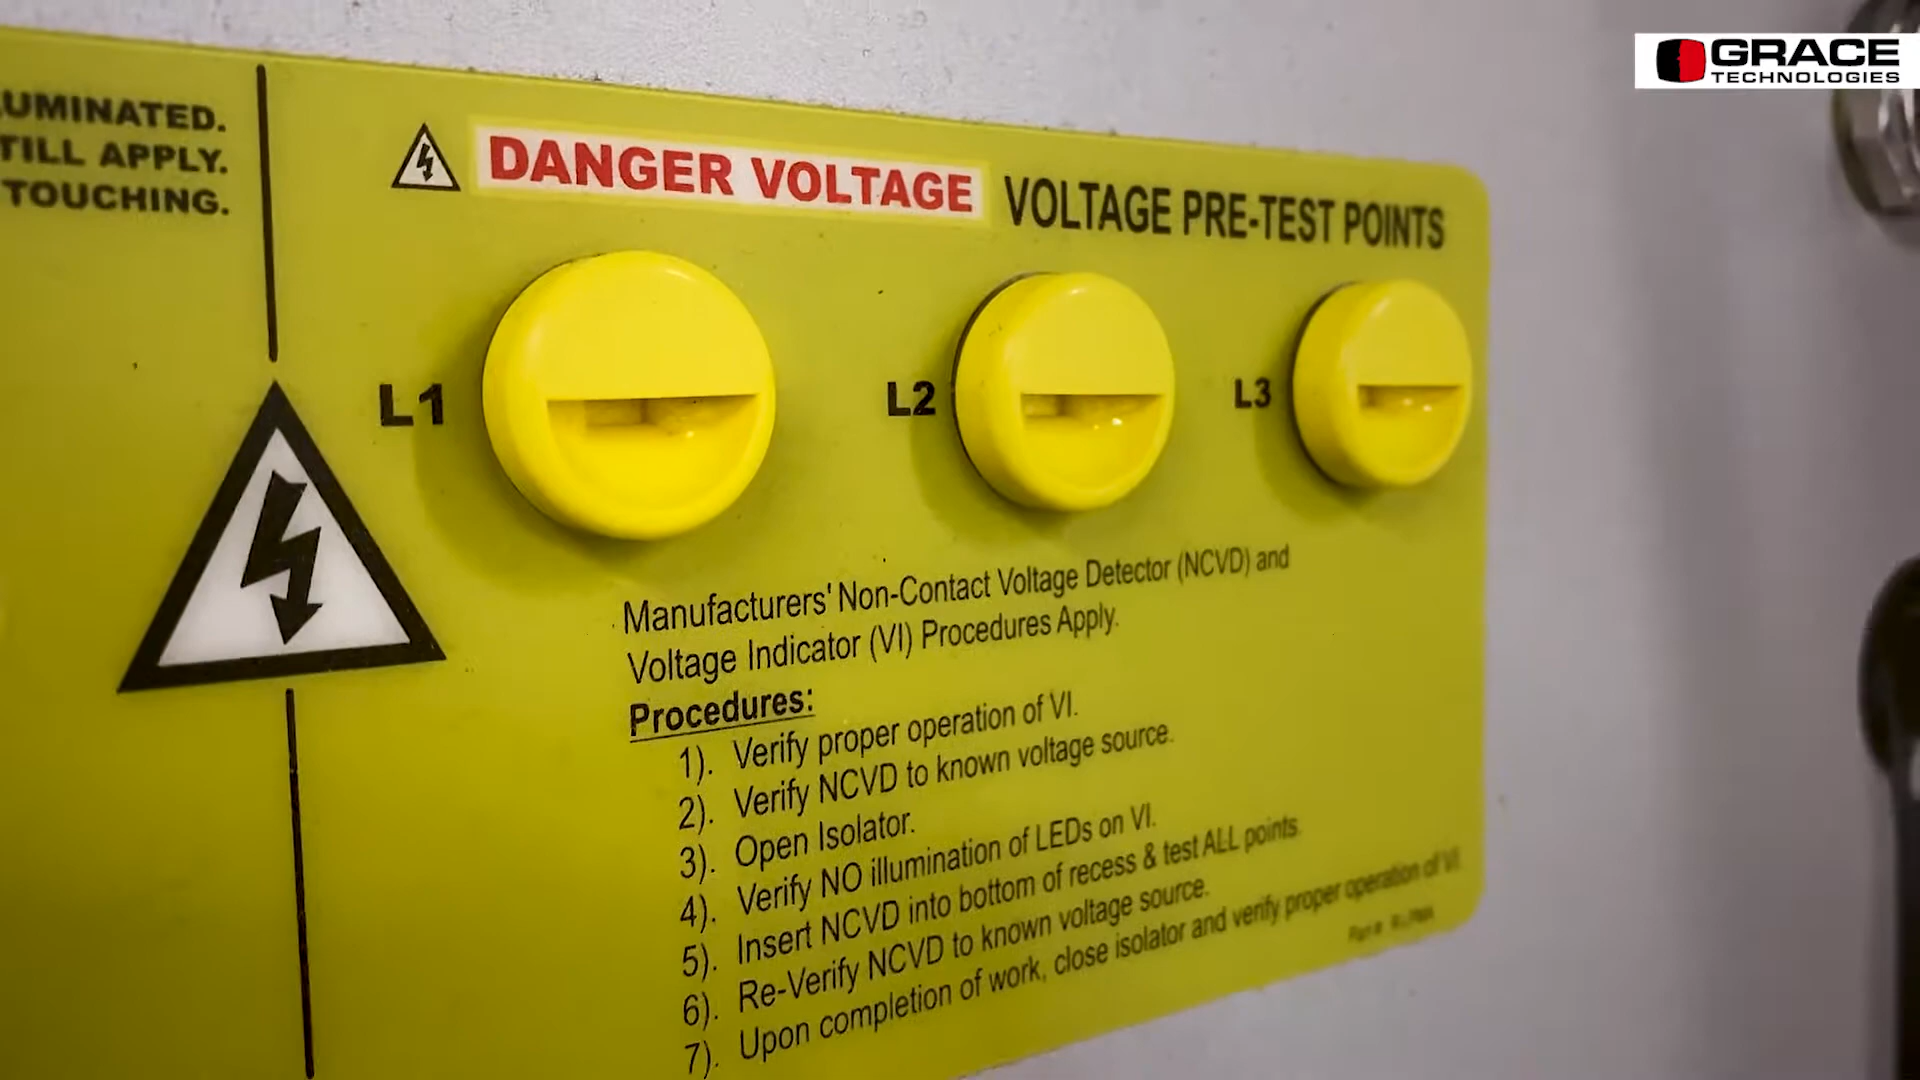 GRACE
TECHNOLOGIES
LUMINATED.
TILL APPLY.
TOUCHING.
DANGER VOLTAGE
VOLTAGE PRE-TEST POINTS
L1
L2
L3
Manufacturers' Non-Contact Voltage Detector (NCVD) and
Voltage Indicator (VI) Procedures Apply.
Procedures:
1). Verify proper operation of VI.
2). Verify NCVD to known voltage source.
3). Open Isolator.
4). Verify NO illumination of LEDs on VI.
5). Insert NCVD into bottom of recess & test ALL points.
6). Re-Verify NCVD to known voltage source.
7). Upon completion of work, close isolator and verify proper operation of VI.